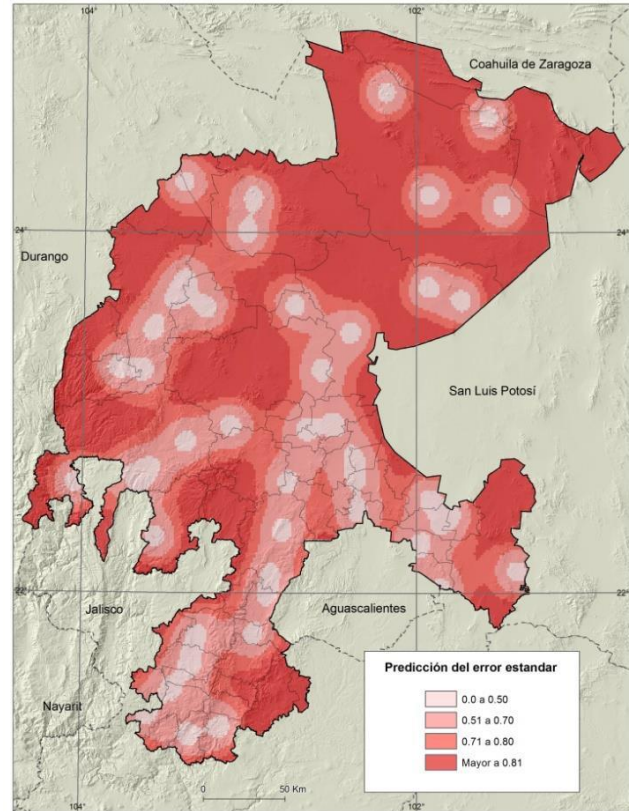 104°
102°
Coahuila de Zaragoza
24°
24°
Durango
San Luis Potosí
22°
22°
Jalisco
Aguascalientes
Nayarit
Predicción del error estandar
0.0 a 0.50
0.51 a 0.70
0.71 a 0.80
Mayor a 0.81
0
50 Km
104°
102°